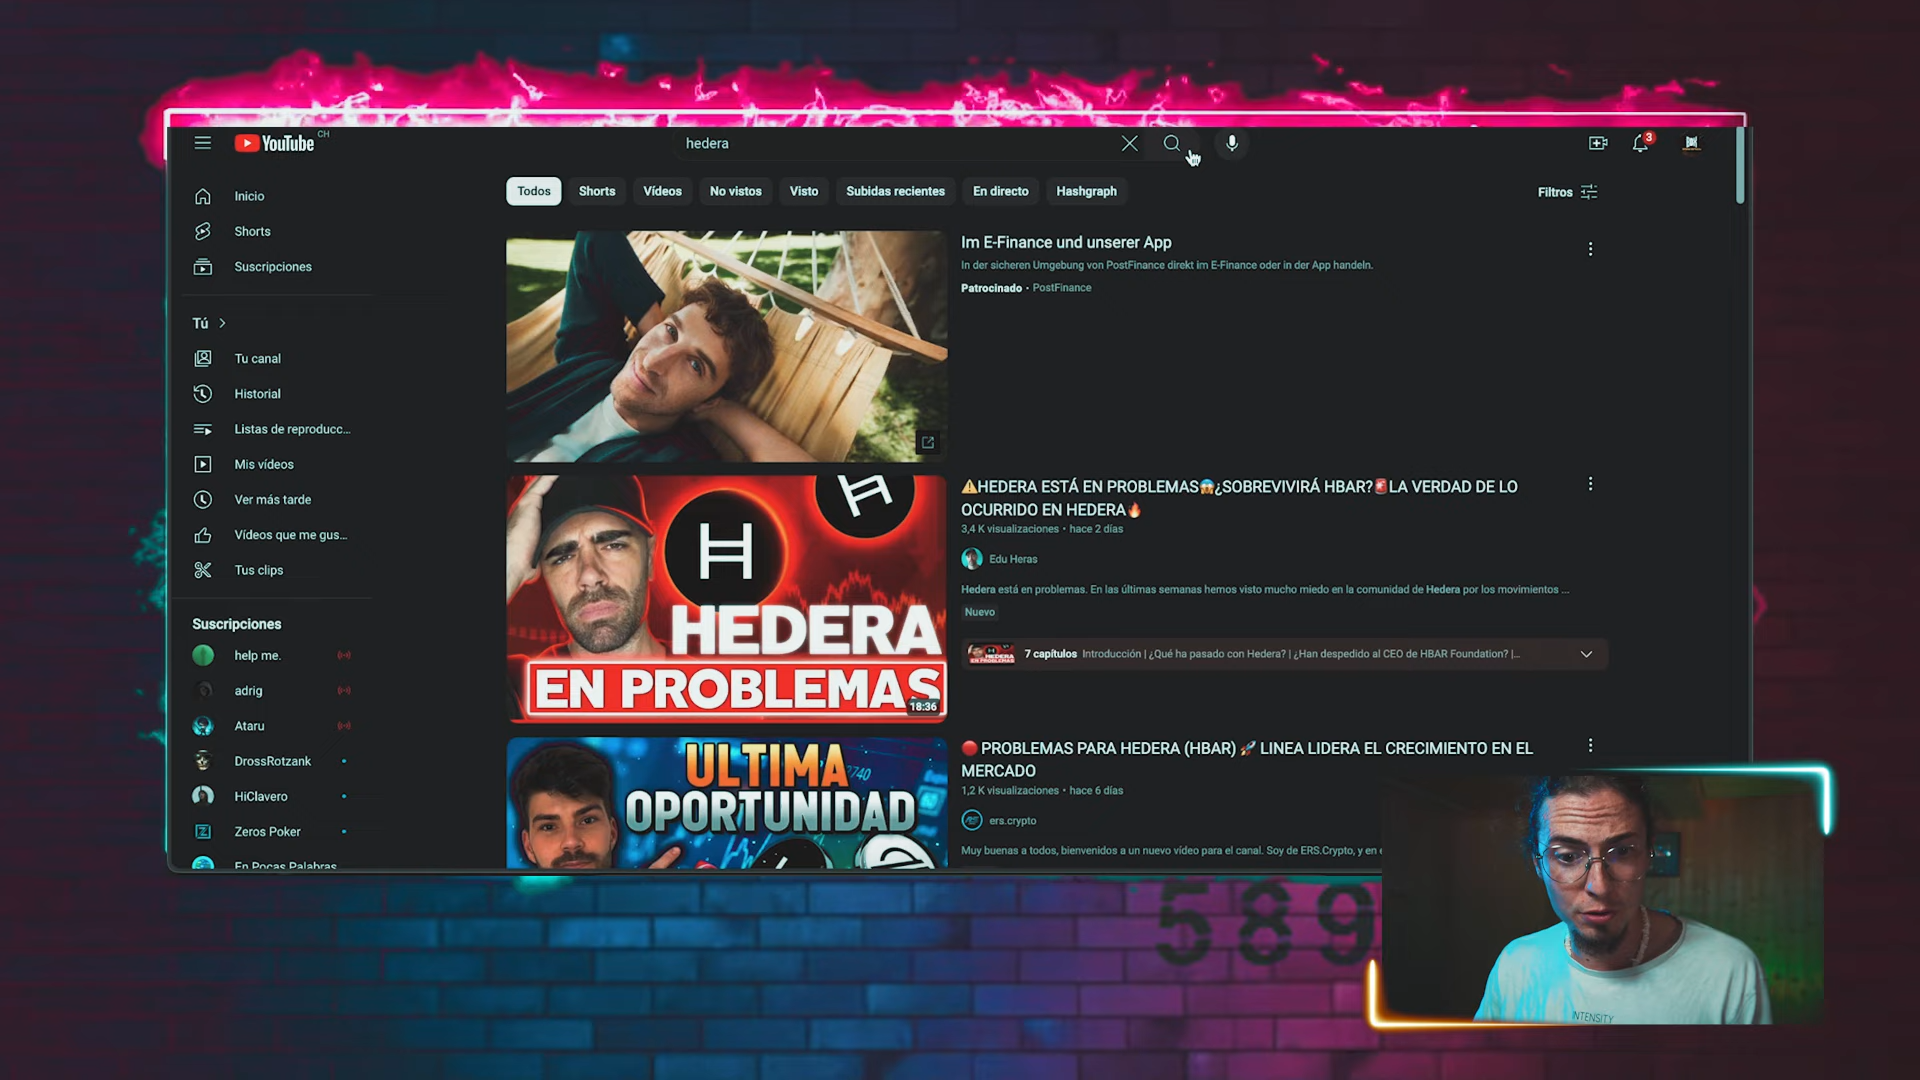 YouTube CH
hedera
3
Inicio
Shorts
Suscripciones
Tú
Tu canal
Historial
Listas de reproducc...
Mis vídeos
Ver más tarde
Vídeos que me gus...
Tus clips
Suscripciones
help me.
adrig
Ataru
DrossRotzank
HiClavero
Zeros Poker
En Pocas Palabras
Todos
Shorts
Vídeos
No vistos
Visto
Subidas recientes
En directo
Hashgraph
Filtros
Im E-Finance und unserer App
In der sicheren Umgebung von PostFinance direkt im E-Finance oder in der App handeln.
Patrocinado • PostFinance
HEDERA
EN PROBLEMAS
18:36
⚠️HEDERA ESTÁ EN PROBLEMAS😱¿SOBREVIVIRÁ HBAR?🚨LA VERDAD DE LO
OCURRIDO EN HEDERA🔥
3,4 K visualizaciones • hace 2 días
Edu Heras
Hedera está en problemas. En las últimas semanas hemos visto mucho miedo en la comunidad de Hedera por los movimientos ...
Nuevo
7 capítulos Introducción | ¿Qué ha pasado con Hedera? | ¿Han despedido al CEO de HBAR Foundation? |...
ULTIMA
OPORTUNIDAD
🔴 PROBLEMAS PARA HEDERA (HBAR) 🚀 LINEA LIDERA EL CRECIMIENTO EN EL
MERCADO
1,2 K visualizaciones • hace 6 días
ers.crypto
Muy buenas a todos, bienvenidos a un nuevo vídeo para el canal. Soy de ERS.Crypto, y en
589
INTENSITY